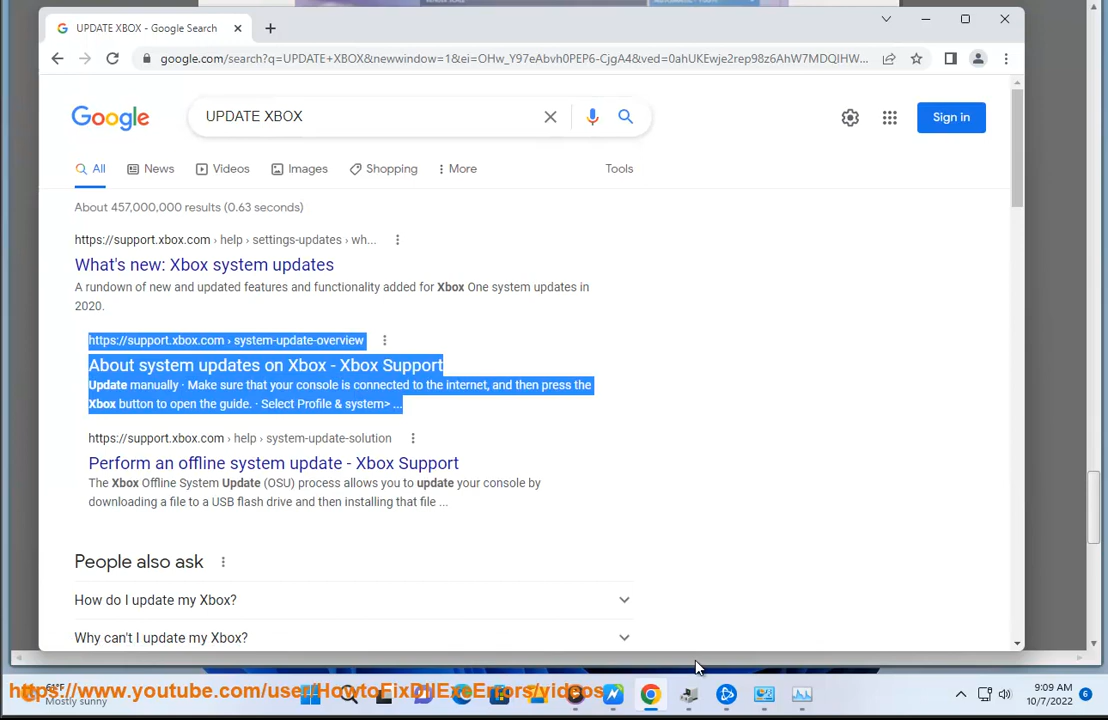 UPDATE XBOX - Google Search
google.com/search?q=UPDATE+XBOX&newwindow=1&ei=OHw_Y97eAbvh0PEP6-CjgA4&ved=0ahUKEwje2rep98z6AhW7MDQIHW...
Google
UPDATE XBOX
Sign in
All News Videos Images Shopping More Tools
About 457,000,000 results (0.63 seconds)
https://support.xbox.com › help › settings-updates › wh...
What's new: Xbox system updates
A rundown of new and updated features and functionality added for Xbox One system updates in
2020.
https://support.xbox.com › system-update-overview
About system updates on Xbox - Xbox Support
Update manually · Make sure that your console is connected to the internet, and then press the
Xbox button to open the guide. · Select Profile & system> ...
https://support.xbox.com › help › system-update-solution
Perform an offline system update - Xbox Support
The Xbox Offline System Update (OSU) process allows you to update your console by
downloading a file to a USB flash drive and then installing that file ...
People also ask
How do I update my Xbox?
Why can't I update my Xbox?
https://www.youtube.com/user/HowtoFixDllExeErrors/videos
Mostly sunny
9:09 AM
10/7/2022
6